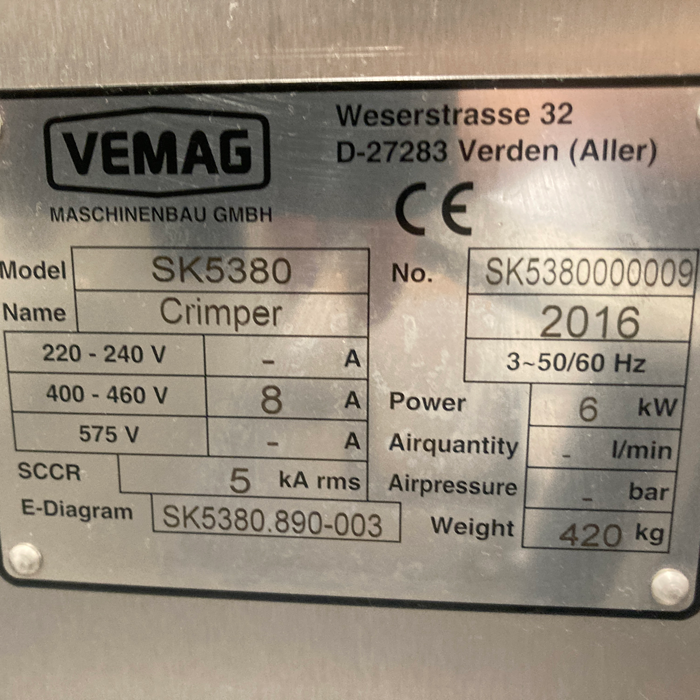 VEMAG
MASCHINENBAU GMBH
Weserstrasse 32
D-27283 Verden (Aller)
CE
Model SK5380
No. SK5380000009
Name Crimper
2016
220 - 240 V - A
3~50/60 Hz
400 - 460 V 8 A
Power 6 kW
575 V - A
Airquantity - l/min
SCCR 5 kA rms
Airpressure - bar
E-Diagram SK5380.890-003
Weight 420 kg